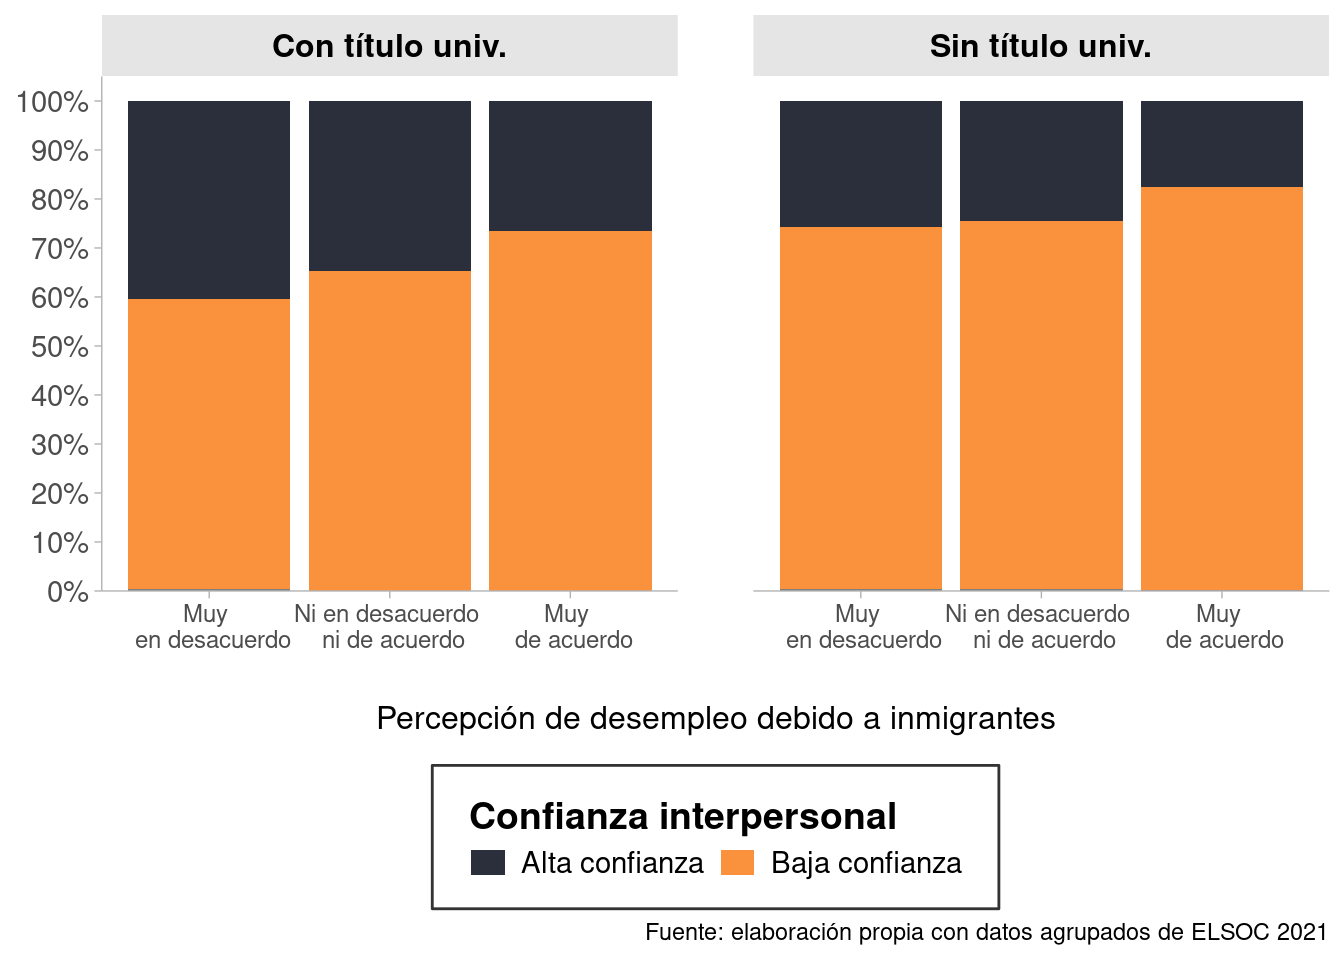 Con título univ.
Sin título univ.
100%
90%
80%
70%
60%
50%
40%
30%
20%
10%
0%
Muy
en desacuerdo
Ni en desacuerdo
ni de acuerdo
Muy
de acuerdo
Muy
en desacuerdo
Ni en desacuerdo
ni de acuerdo
Muy
de acuerdo
Percepción de desempleo debido a inmigrantes
Confianza interpersonal
Alta confianza
Baja confianza
Fuente: elaboración propia con datos agrupados de ELSOC 2021